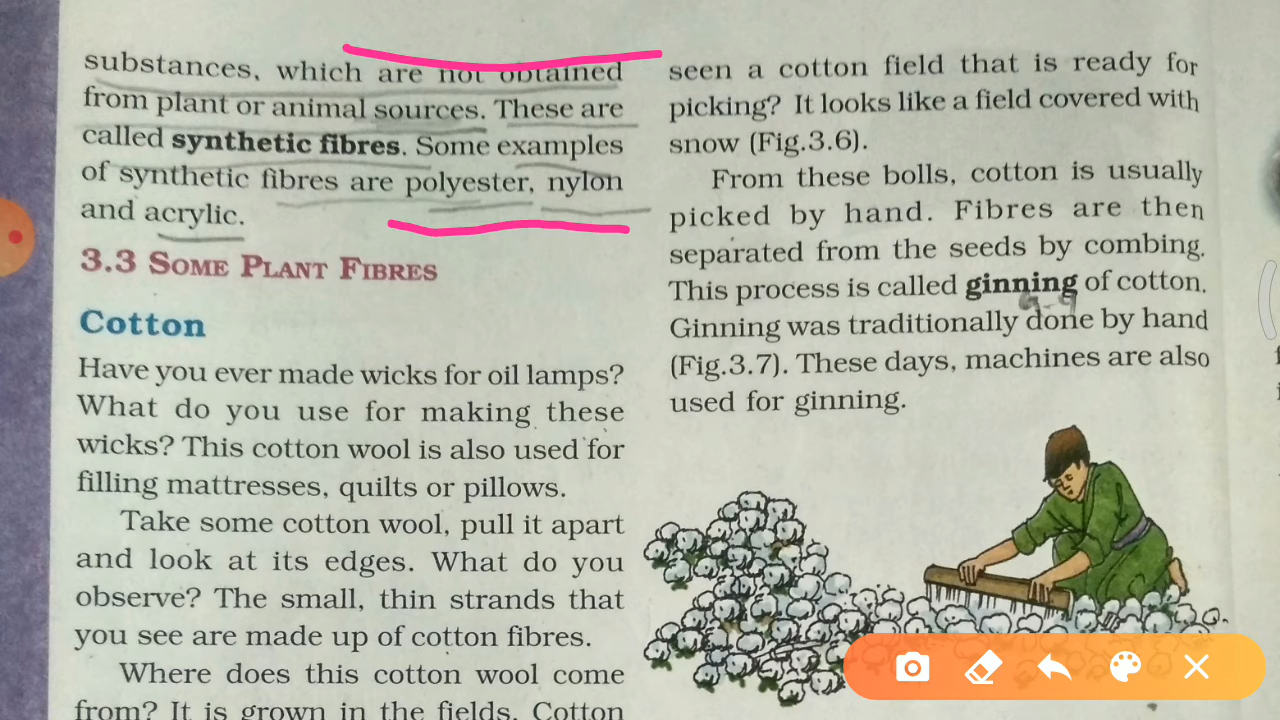 substances, which are not obtained
from plant or animal sources. These are
called synthetic fibres. Some examples
of synthetic fibres are polyester, nylon
and acrylic.
3.3 SOME PLANT FIBRES
Cotton
Have you ever made wicks for oil lamps?
What do you use for making these
wicks? This cotton wool is also used for
filling mattresses, quilts or pillows.
Take some cotton wool, pull it apart
and look at its edges. What do you
observe? The small, thin strands that
you see are made up of cotton fibres.
Where does this cotton wool come
from? It is grown in the fields. Cotton
seen a cotton field that is ready for
picking? It looks like a field covered with
snow (Fig.3.6).
From these bolls, cotton is usually
picked by hand. Fibres are then
separated from the seeds by combing.
This process is called ginning of cotton.
Ginning was traditionally done by hand
(Fig.3.7). These days, machines are also
used for ginning.